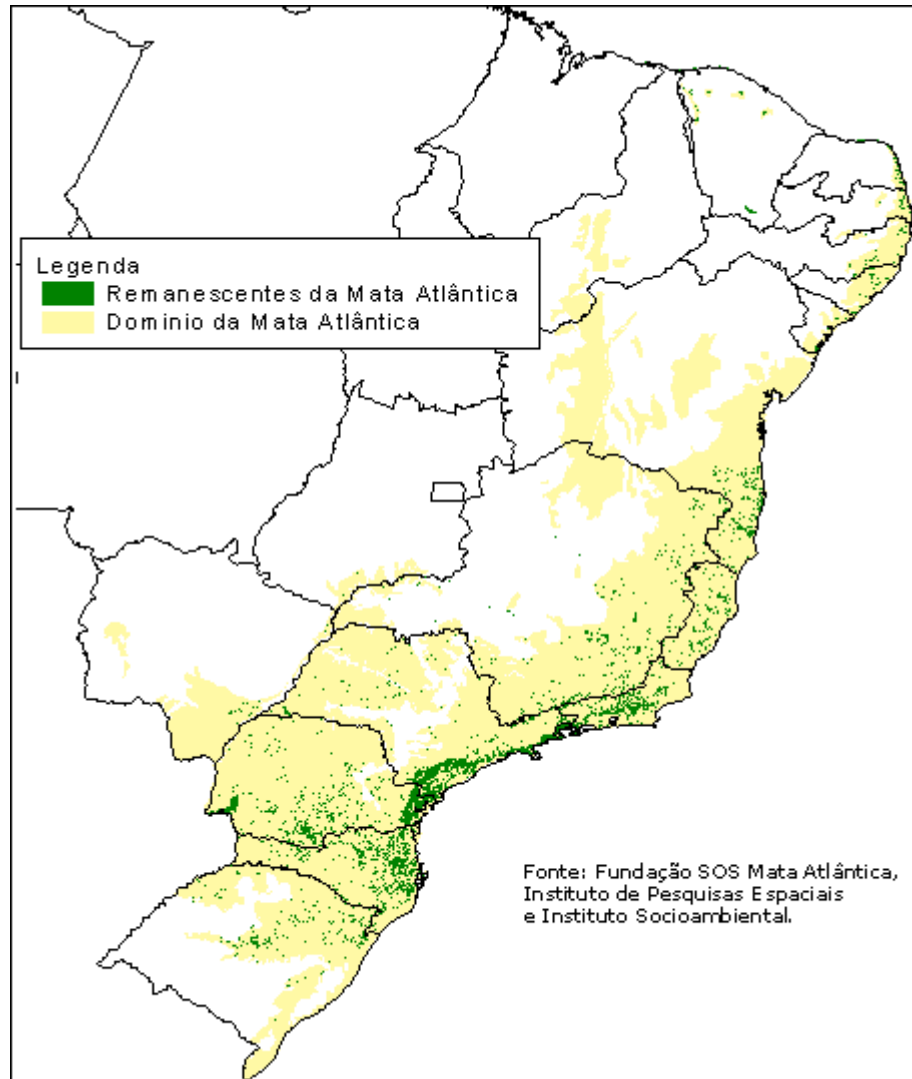 Legenda
Remanescentes da Mata Atlântica
Dominio da Mata Atlântica
Fonte: Fundação SOS Mata Atlântica,
Instituto de Pesquisas Espaciais
e Instituto Socioambiental.